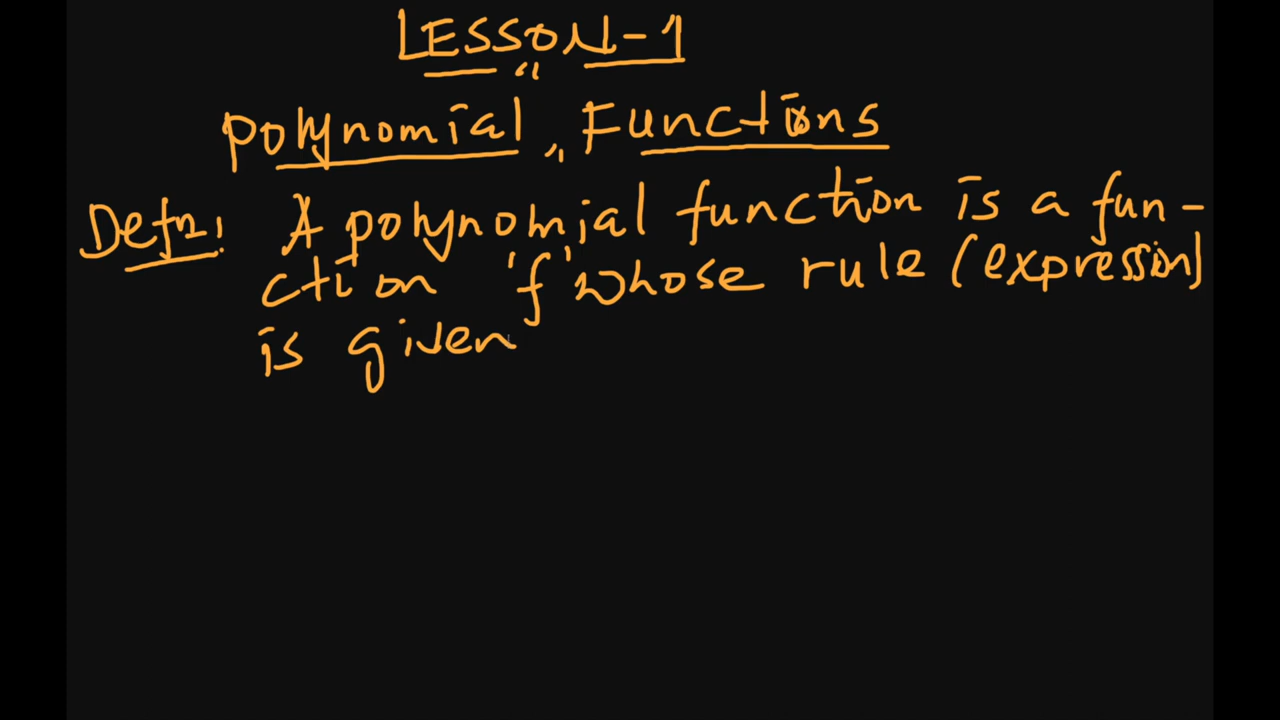 LESSON-1
Polynomial Functions
Defn: A polynomial function is a fun-
ction 'f' whose rule (expression)
is given